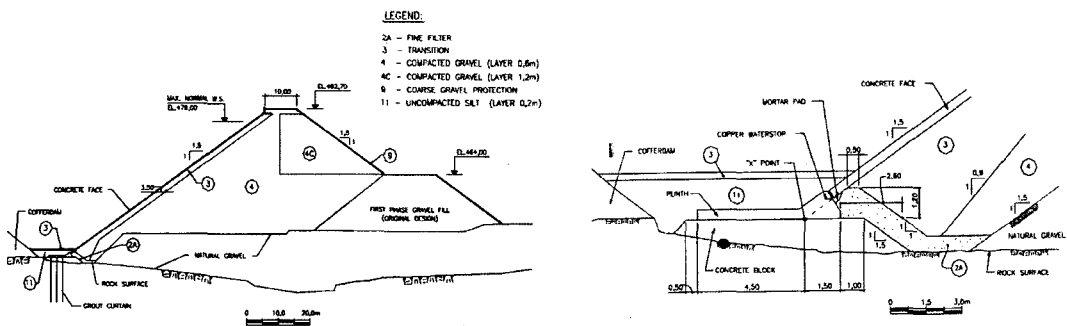 LEGEND:
2A – FINE FILTER
3 – TRANSITION
4 – COMPACTED GRAVEL (LAYER 0,6m)
4C – COMPACTED GRAVEL (LAYER 1,2m)
9 – COARSE GRAVEL PROTECTION
11 – UNCOMPACTED SILT (LAYER 0,2m)
10,00
MAX. NORMAL W.S.
EL.478,00
1,5
1
4C
1,5
1
9
EL.464,00
3,50
3
4
CONCRETE FACE
FIRST PHASE GRAVEL FILL
(ORIGINAL DESIGN)
COFFERDAM
3
2A
NATURAL GRAVEL
11
ROCK SURFACE
GROUT CURTAIN
0 10,0 20,0m
CONCRETE FACE
MORTAR PAD
1,5
1
COPPER WATERSTOP
0,50
3
4
COFFERDAM
3
"X" POINT
2,60
0,9
1
PLINTH
11
1,20
1
1
NATURAL GRAVEL
1
1,5
1
1
CONCRETE BLOCK
2A
ROCK SURFACE
0,50
4,50
1,50
1,00
0 1,5 3,0m